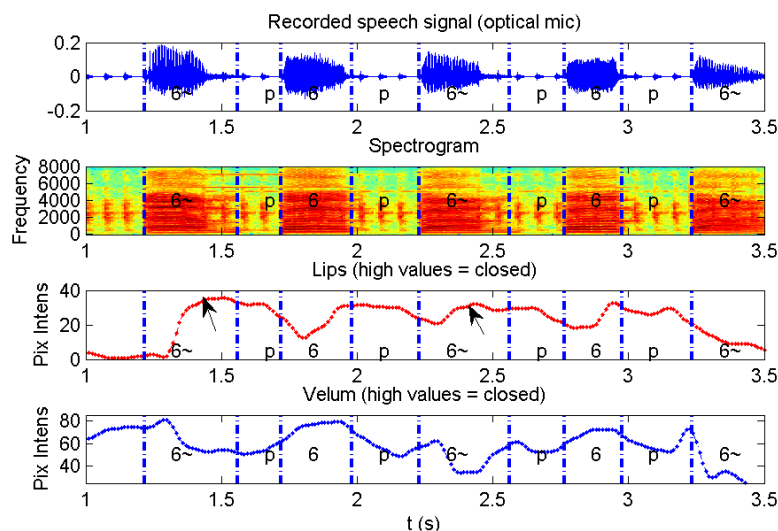 Recorded speech signal (optical mic)
0.2
0
-0.2
6~ p 6 p 6~ p 6 p 6~
1 1.5 2 2.5 3 3.5
Spectrogram
Frequency
8000
6000
4000
2000
0
6~ p 6 p 6~ p 6 p 6~
1 1.5 2 2.5 3 3.5
Lips (high values = closed)
Pix Intens
40
20
0
6~ p 6 p 6~ p 6 p 6~
1 1.5 2 2.5 3 3.5
Velum (high values = closed)
Pix Intens
80
60
40
6~ p 6 p 6~ p 6 p 6~
1 1.5 2 2.5 3 3.5
t (s)